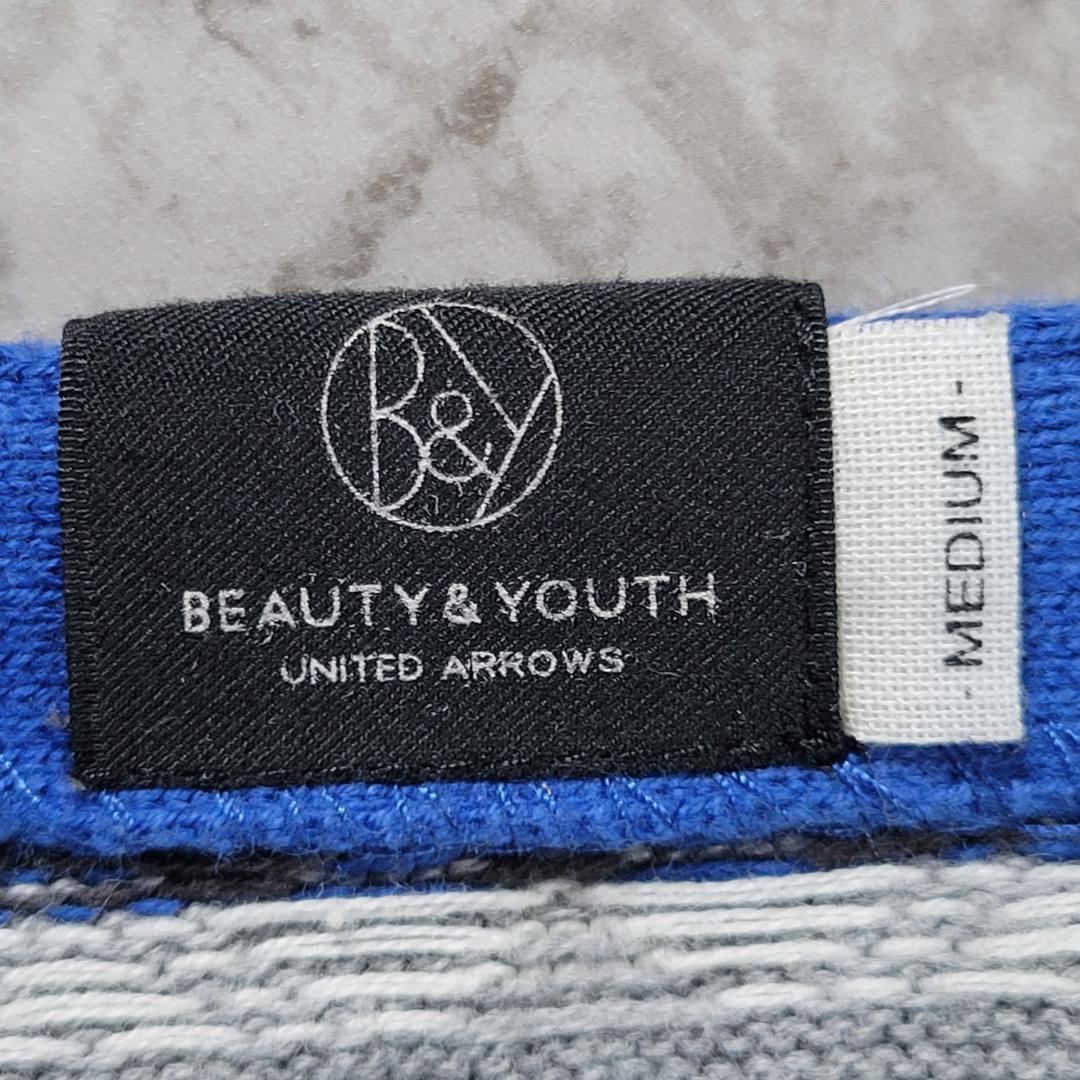 B&Y
BEAUTY & YOUTH
UNITED ARROWS
- MEDIUM -